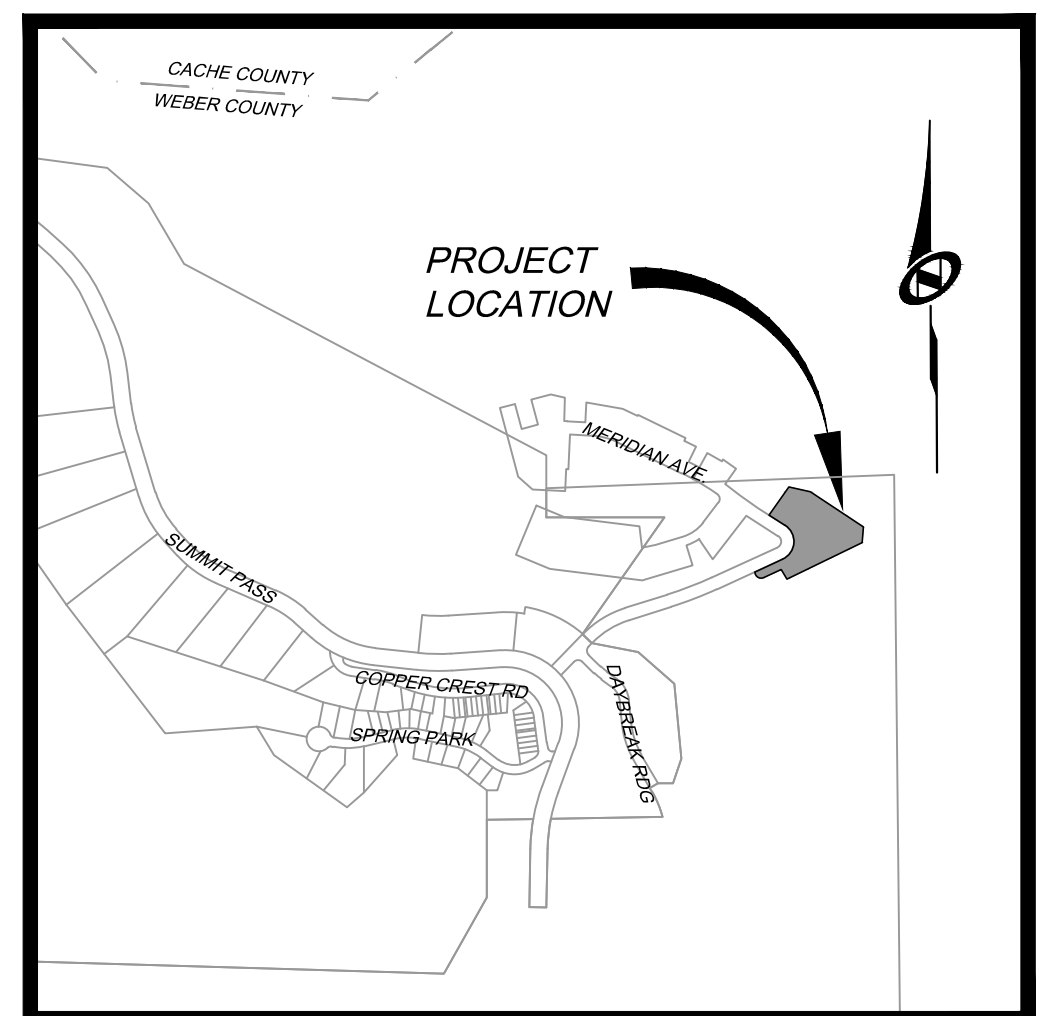 CACHE COUNTY
WEBER COUNTY
PROJECT
LOCATION
N
MERIDIAN AVE.
SUMMIT PASS
COPPER CREST RD
SPRING PARK
DAYBREAK RDG